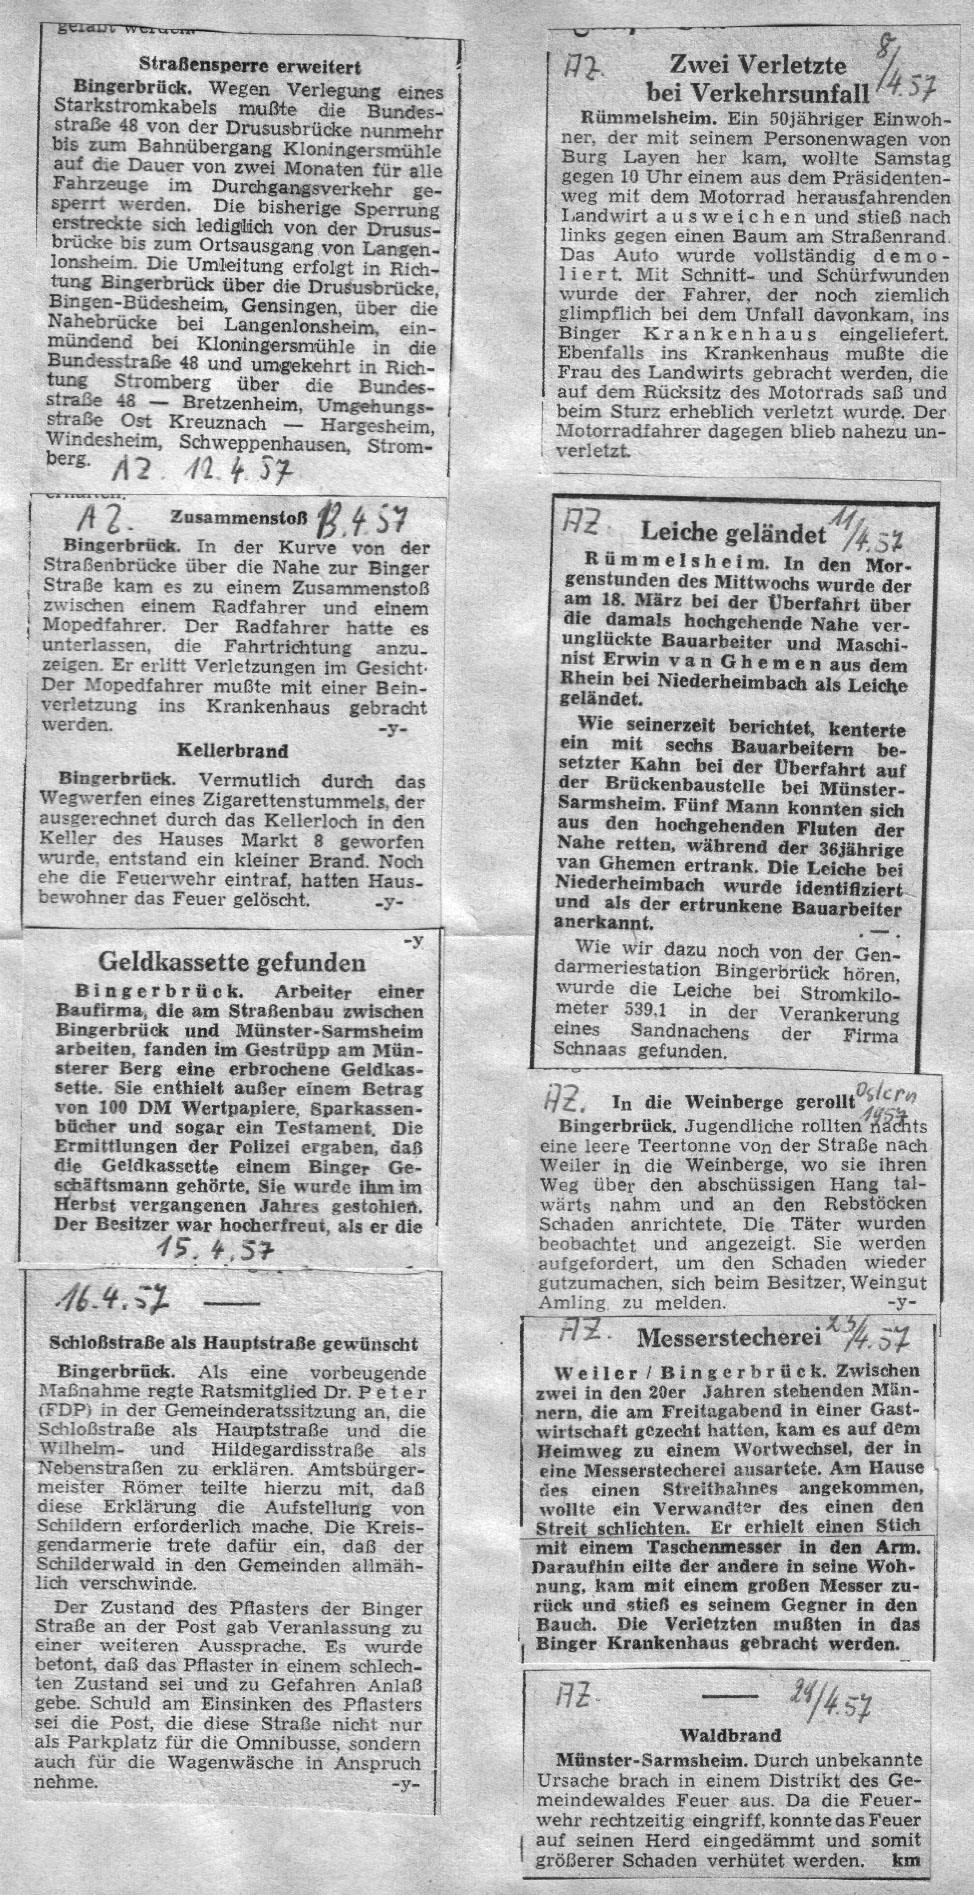 gelabt werden.
Straßensperre erweitert
Bingerbrück. Wegen Verlegung eines
Starkstromkabels mußte die Bundes-
straße 48 von der Drususbrücke nunmehr
bis zum Bahnübergang Kloningersmühle
auf die Dauer von zwei Monaten für alle
Fahrzeuge im Durchgangsverkehr ge-
sperrt werden. Die bisherige Sperrung
erstreckte sich lediglich von der Drusus-
brücke bis zum Ortsausgang von Langen-
lonsheim. Die Umleitung erfolgt in Rich-
tung Bingerbrück über die Drususbrücke,
Bingen-Büdesheim, Gensingen, über die
Nahebrücke bei Langenlonsheim, ein-
mündend bei Kloningersmühle in die
Bundesstraße 48 und umgekehrt in Rich-
tung Stromberg über die Bundes-
straße 48 — Bretzenheim, Umgehungs-
straße Ost Kreuznach — Hargesheim,
Windesheim, Schweppenhausen, Strom-
berg. AZ. 12.4.57
AZ. Zusammenstoß 13.4.57
Bingerbrück. In der Kurve von der
Straßenbrücke über die Nahe zur Binger
Straße kam es zu einem Zusammenstoß
zwischen einem Radfahrer und einem
Mopedfahrer. Der Radfahrer hatte es
unterlassen, die Fahrtrichtung anzu-
zeigen. Er erlitt Verletzungen im Gesicht.
Der Mopedfahrer mußte mit einer Bein-
verletzung ins Krankenhaus gebracht
werden. -y-
Kellerbrand
Bingerbrück. Vermutlich durch das
Wegwerfen eines Zigarettenstummels, der
ausgerechnet durch das Kellerloch in den
Keller des Hauses Markt 8 geworfen
wurde, entstand ein kleiner Brand. Noch
ehe die Feuerwehr eintraf, hatten Haus-
bewohner das Feuer gelöscht. -y-
-y
Geldkassette gefunden
Bingerbrück. Arbeiter einer
Baufirma, die am Straßenbau zwischen
Bingerbrück und Münster-Sarmsheim
arbeiten, fanden im Gestrüpp am Mün-
sterer Berg eine erbrochene Geldkas-
sette. Sie enthielt außer einem Betrag
von 100 DM Wertpapiere, Sparkassen-
bücher und sogar ein Testament. Die
Ermittlungen der Polizei ergaben, daß
die Geldkassette einem Binger Ge-
schäftsmann gehörte. Sie wurde ihm im
Herbst vergangenen Jahres gestohlen.
Der Besitzer war hocherfreut, als er die
15.4.57
16.4.57
Schloßstraße als Hauptstraße gewünscht
Bingerbrück. Als eine vorbeugende
Maßnahme regte Ratsmitglied Dr. Peter
(FDP) in der Gemeinderatssitzung an, die
Schloßstraße als Hauptstraße und die
Wilhelm- und Hildegardisstraße als
Nebenstraßen zu erklären. Amtsbürger-
meister Römer teilte hierzu mit, daß
diese Erklärung die Aufstellung von
Schildern erforderlich mache. Die Kreis-
gendarmerie trete dafür ein, daß der
Schilderwald in den Gemeinden allmäh-
lich verschwinde.
Der Zustand des Pflasters der Binger
Straße an der Post gab Veranlassung zu
einer weiteren Aussprache. Es wurde
betont, daß das Pflaster in einem schlech-
ten Zustand sei und zu Gefahren Anlaß
gebe. Schuld am Einsinken des Pflasters
sei die Post, die diese Straße nicht nur
als Parkplatz für die Omnibusse, sondern
auch für die Wagenwäsche in Anspruch
nehme. -y-
AZ. Zwei Verletzte 8/4.57
bei Verkehrsunfall
Rümmelsheim. Ein 50jähriger Einwoh-
ner, der mit seinem Personenwagen von
Burg Layen her kam, wollte Samstag
gegen 10 Uhr einem aus dem Präsidenten-
weg mit dem Motorrad herausfahrenden
Landwirt ausweichen und stieß nach
links gegen einen Baum am Straßenrand.
Das Auto wurde vollständig demo-
liert. Mit Schnitt- und Schürfwunden
wurde der Fahrer, der noch ziemlich
glimpflich bei dem Unfall davonkam, ins
Binger Krankenhaus eingeliefert.
Ebenfalls ins Krankenhaus mußte die
Frau des Landwirts gebracht werden, die
auf dem Rücksitz des Motorrads saß und
beim Sturz erheblich verletzt wurde. Der
Motorradfahrer dagegen blieb nahezu un-
verletzt.
AZ. Leiche geländet 11/4.57
Rümmelsheim. In den Mor-
genstunden des Mittwochs wurde der
am 18. März bei der Überfahrt über
die damals hochgehende Nahe ver-
unglückte Bauarbeiter und Maschi-
nist Erwin van Ghemen aus dem
Rhein bei Niederheimbach als Leiche
geländet.
Wie seinerzeit berichtet, kenterte
ein mit sechs Bauarbeitern be-
setzter Kahn bei der Überfahrt auf
der Brückenbaustelle bei Münster-
Sarmsheim. Fünf Mann konnten sich
aus den hochgehenden Fluten der
Nahe retten, während der 36jährige
van Ghemen ertrank. Die Leiche bei
Niederheimbach wurde identifiziert
und als der ertrunkene Bauarbeiter
anerkannt. .—.
Wie wir dazu noch von der Gen-
darmeriestation Bingerbrück hören,
wurde die Leiche bei Stromkilo-
meter 539,1 in der Verankerung
eines Sandnachens der Firma
Schnaas gefunden.
AZ. In die Weinberge gerollt Ostern
1957
Bingerbrück. Jugendliche rollten nachts
eine leere Teertonne von der Straße nach
Weiler in die Weinberge, wo sie ihren
Weg über den abschüssigen Hang tal-
wärts nahm und an den Rebstöcken
Schaden anrichtete. Die Täter wurden
beobachtet und angezeigt. Sie werden
aufgefordert, um den Schaden wieder
gutzumachen, sich beim Besitzer, Weingut
Amling, zu melden. -y-
AZ. Messerstecherei 23/4.57
Weiler / Bingerbrück. Zwischen
zwei in den 20er Jahren stehenden Män-
nern, die am Freitagabend in einer Gast-
wirtschaft gezecht hatten, kam es auf dem
Heimweg zu einem Wortwechsel, der in
eine Messerstecherei ausartete. Am Hause
des einen Streithahnes angekommen,
wollte ein Verwandter des einen den
Streit schlichten. Er erhielt einen Stich
mit einem Taschenmesser in den Arm.
Daraufhin eilte der andere in seine Woh-
nung, kam mit einem großen Messer zu-
rück und stieß es seinem Gegner in den
Bauch. Die Verletzten mußten in das
Binger Krankenhaus gebracht werden.
AZ. 29/4.57
Waldbrand
Münster-Sarmsheim. Durch unbekannte
Ursache brach in einem Distrikt des Ge-
meindewaldes Feuer aus. Da die Feuer-
wehr rechtzeitig eingriff, konnte das Feuer
auf seinen Herd eingedämmt und somit
größerer Schaden verhütet werden. km